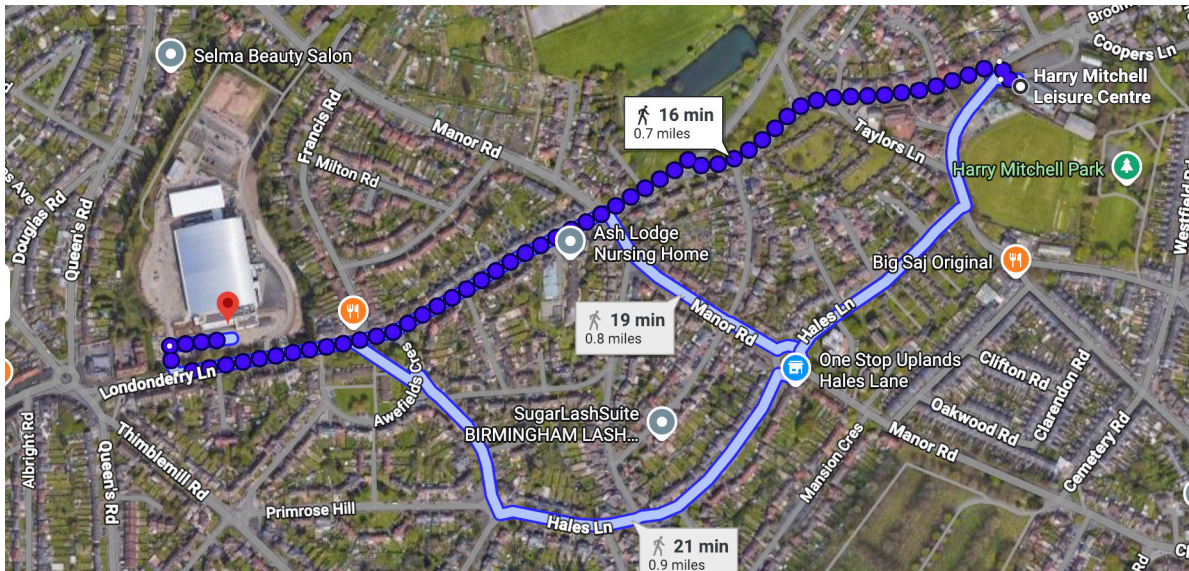 Broom
Coopers Ln
Selma Beauty Salon
Harry Mitchell
Leisure Centre
16 min
0.7 miles
Francis Rd
Manor Rd
Taylors Ln
Milton Rd
Harry Mitchell Park
es Ave
Douglas Rd
Queen's Rd
Westfield Rd
Ash Lodge
Nursing Home
Big Saj Original
19 min
0.8 miles
Manor Rd
Hales Ln
One Stop Uplands
Hales Lane
Londonderry Ln
Awefields Cres
Clifton Rd
Clarendon Rd
Oakwood Rd
SugarLashSuite
BIRMINGHAM LASH...
Albright Rd
Thimblemill Rd
Queen's Rd
Mansion Cres
Manor Rd
Cemetery Rd
Primrose Hill
Hales Ln
21 min
0.9 miles
Rd